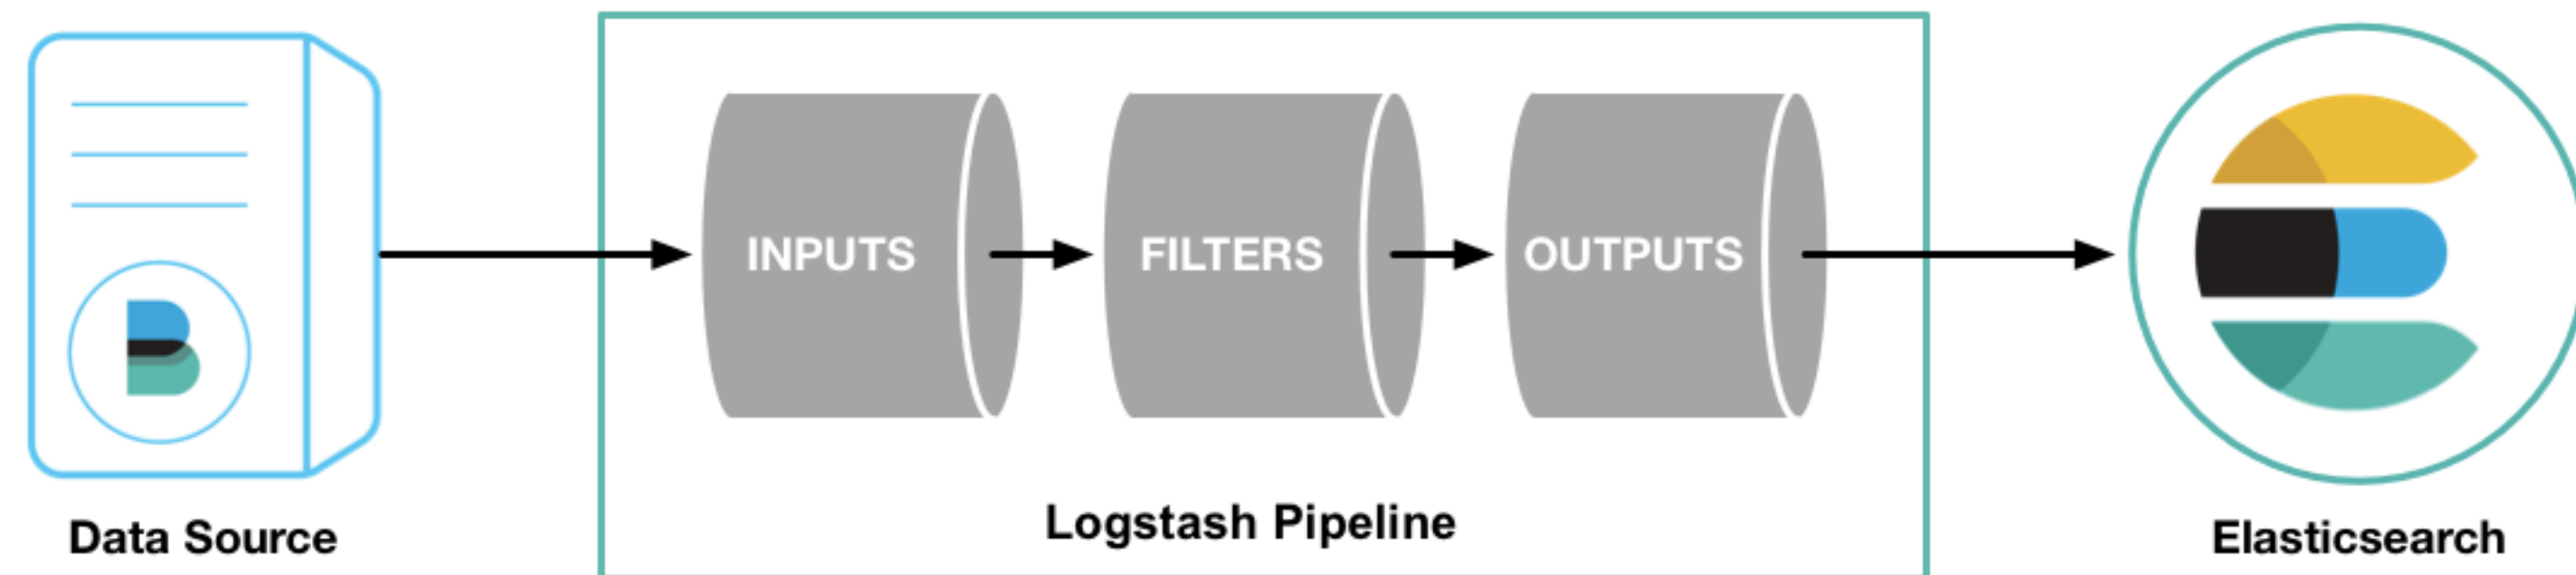 INPUTS
FILTERS
OUTPUTS
Data Source
Logstash Pipeline
Elasticsearch